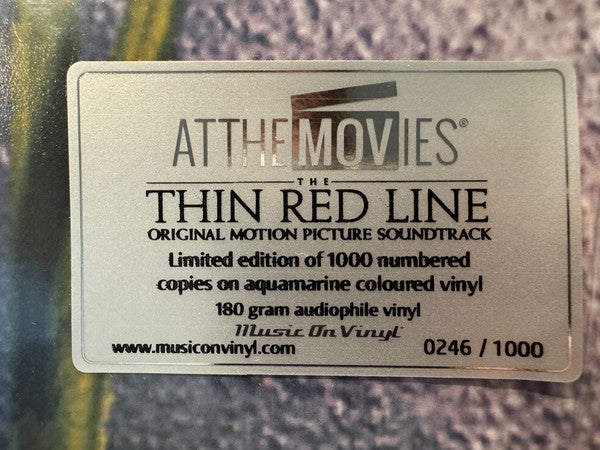 ATTHEMOVIES®
THE
THIN RED LINE
ORIGINAL MOTION PICTURE SOUNDTRACK
Limited edition of 1000 numbered
copies on aquamarine coloured vinyl
180 gram audiophile vinyl
Music On Vinyl
www.musiconvinyl.com 0246 / 1000